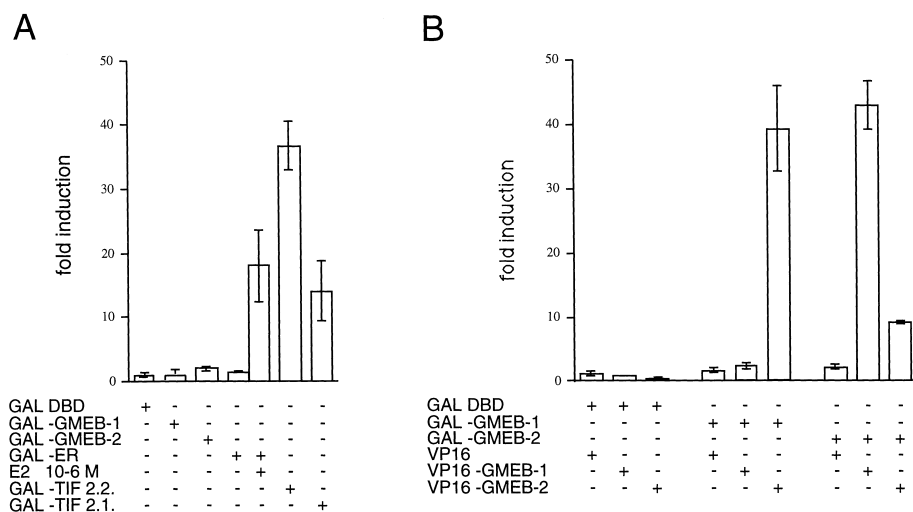 A
B
fold induction
50
40
30
20
10
0
GAL DBD + - - - - - -
GAL -GMEB-1 - + - - - - -
GAL -GMEB-2 - - + - - - -
GAL -ER - - - + + - -
E2 10-6 M - - - - + - -
GAL -TIF 2.2. - - - - - + -
GAL -TIF 2.1. - - - - - - +
fold induction
50
40
30
20
10
0
GAL DBD + + + - - - - - -
GAL -GMEB-1 - - - + + + - - -
GAL -GMEB-2 - - - - - - + + +
VP16 + - - + - - + - -
VP16 -GMEB-1 - + - - + - - + -
VP16 -GMEB-2 - - + - - + - - +